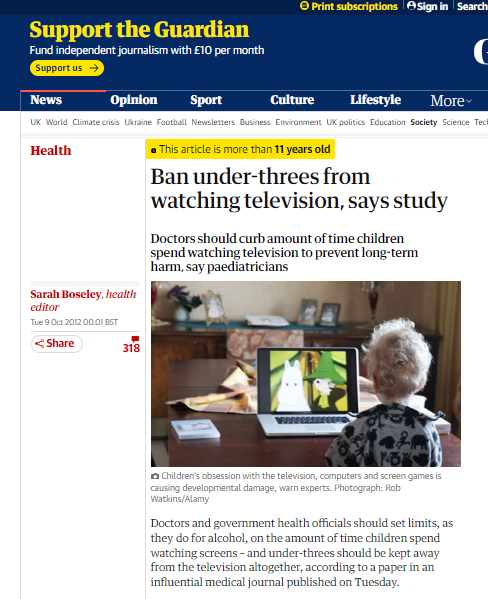 Print subscriptions
Sign in
Search
Support the Guardian
Fund independent journalism with £10 per month
Support us
News Opinion Sport Culture Lifestyle More
UK World Climate crisis Ukraine Football Newsletters Business Environment UK politics Education Society Science Tec
Health
This article is more than 11 years old
Ban under-threes from
watching television, says study
Doctors should curb amount of time children
spend watching television to prevent long-term
harm, say paediatricians
Sarah Boseley, health
editor
Tue 9 Oct 2012 00.01 BST
Share
318
Children's obsession with the television, computers and screen games is
causing developmental damage, warn experts. Photograph: Rob
Watkins/Alamy
Doctors and government health officials should set limits, as
they do for alcohol, on the amount of time children spend
watching screens – and under-threes should be kept away
from the television altogether, according to a paper in an
influential medical journal published on Tuesday.